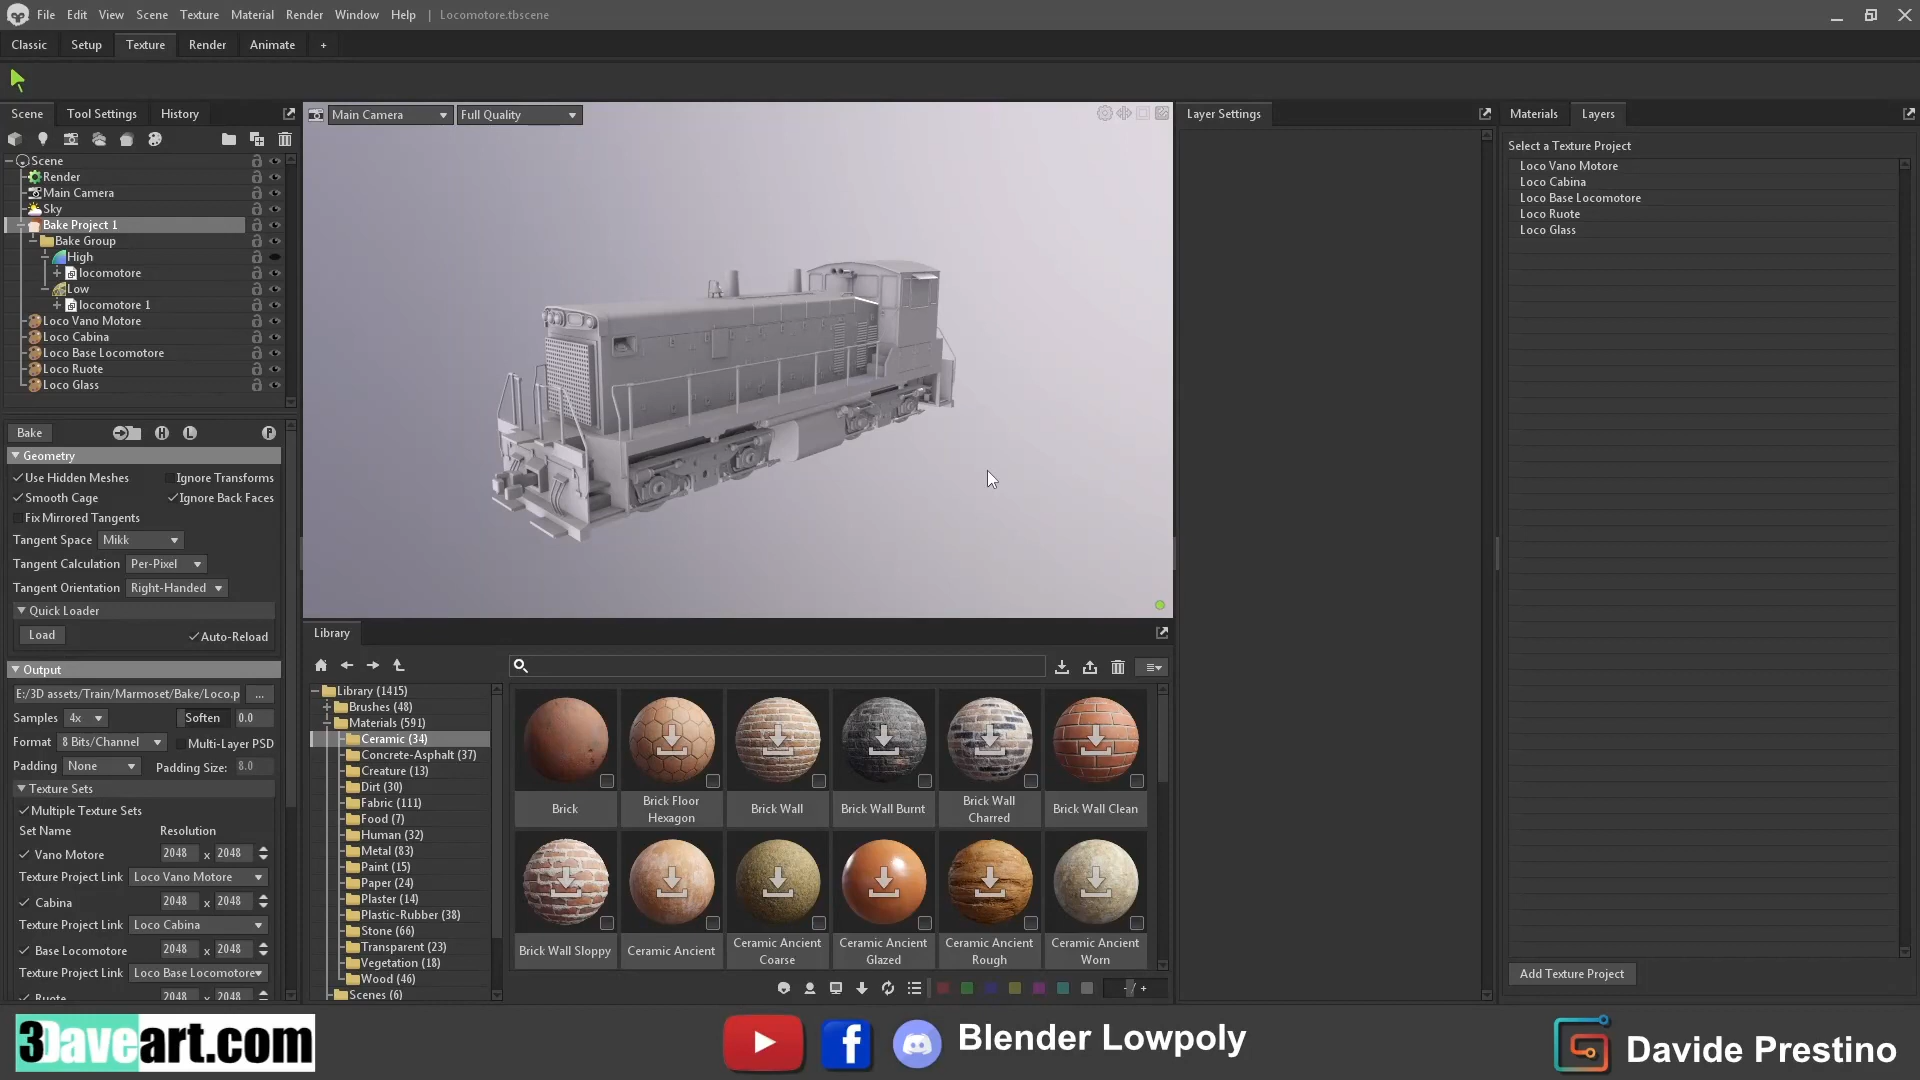 File Edit View Scene Texture Material Render Window Help | Locomotore.tbscene
Classic Setup Texture Render Animate +
Scene Tool Settings History
Scene
Render
Main Camera
Sky
Bake Project 1
Bake Group
High
locomotore
Low
locomotore 1
Loco Vano Motore
Loco Cabina
Loco Base Locomotore
Loco Ruote
Loco Glass
Bake H L P
Geometry
Use Hidden Meshes Ignore Transforms
Smooth Cage Ignore Back Faces
Fix Mirrored Tangents
Tangent Space Mikk
Tangent Calculation Per-Pixel
Tangent Orientation Right-Handed
Quick Loader
Load Auto-Reload
Output
E:/3D assets/Train/Marmoset/Bake/Loco.p ...
Samples 4x Soften 0.0
Format 8 Bits/Channel Multi-Layer PSD
Padding None Padding Size: 8.0
Texture Sets
Multiple Texture Sets
Set Name Resolution
Vano Motore 2048 x 2048
Texture Project Link Loco Vano Motore
Cabina 2048 x 2048
Texture Project Link Loco Cabina
Base Locomotore 2048 x 2048
Texture Project Link Loco Base Locomotore
Ruote 2048 x 2048
Main Camera Full Quality
Library
Library (1415)
Brushes (48)
Materials (591)
Ceramic (34)
Concrete-Asphalt (37)
Creature (13)
Dirt (30)
Fabric (111)
Food (7)
Human (32)
Metal (83)
Paint (15)
Paper (24)
Plaster (14)
Plastic-Rubber (38)
Stone (66)
Transparent (23)
Vegetation (18)
Wood (46)
Scenes (6)
Brick
Brick Floor
Hexagon
Brick Wall
Brick Wall Burnt
Brick Wall
Charred
Brick Wall Clean
Brick Wall Sloppy
Ceramic Ancient
Ceramic Ancient
Coarse
Ceramic Ancient
Glazed
Ceramic Ancient
Rough
Ceramic Ancient
Worn
- / +
Layer Settings
Materials Layers
Select a Texture Project
Loco Vano Motore
Loco Cabina
Loco Base Locomotore
Loco Ruote
Loco Glass
Add Texture Project
3Daveart.com
Blender Lowpoly
Davide Prestino